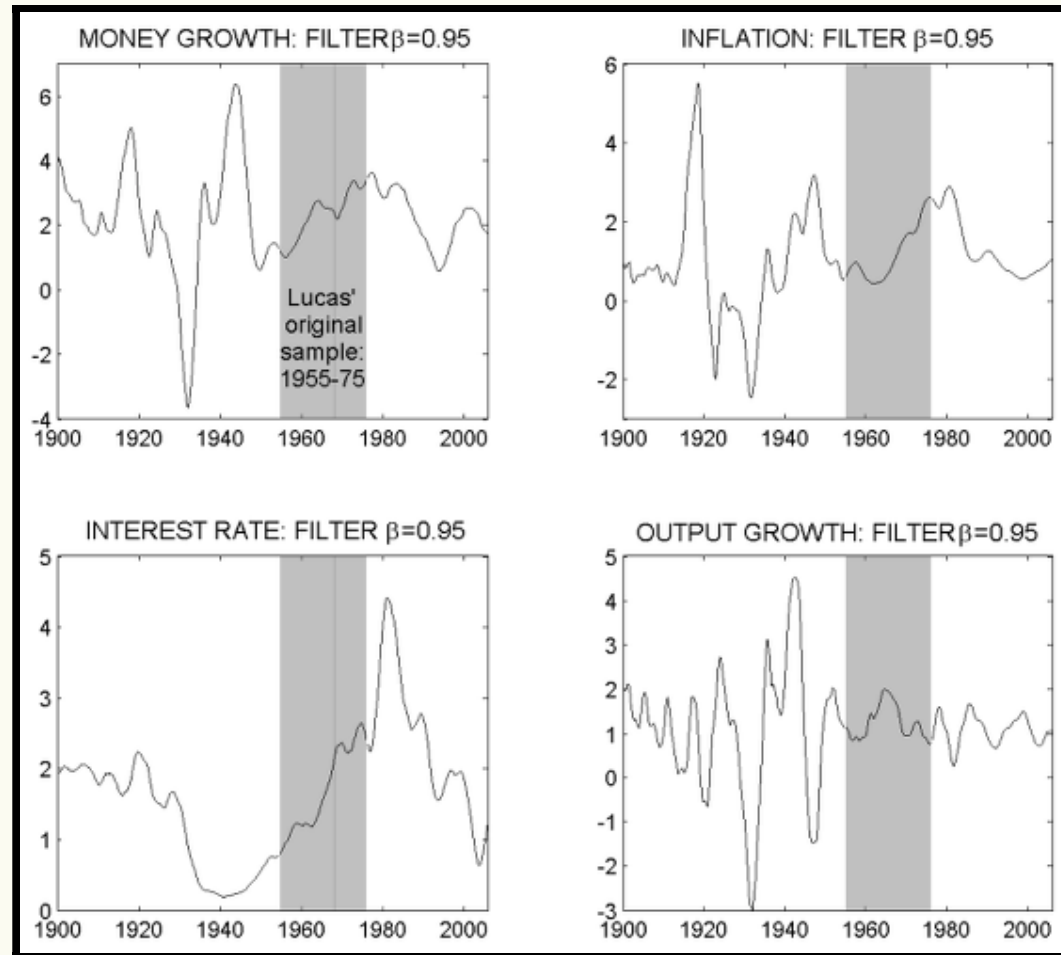 MONEY GROWTH: FILTERβ=0.95
6
4
2
0
-2
-4
1900 1920 1940 1960 1980 2000
Lucas'
original
sample:
1955-75
INFLATION: FILTER β=0.95
6
4
2
0
-2
1900 1920 1940 1960 1980 2000
INTEREST RATE: FILTER β=0.95
5
4
3
2
1
0
1900 1920 1940 1960 1980 2000
OUTPUT GROWTH: FILTERβ=0.95
5
4
3
2
1
0
-1
-2
-3
1900 1920 1940 1960 1980 2000